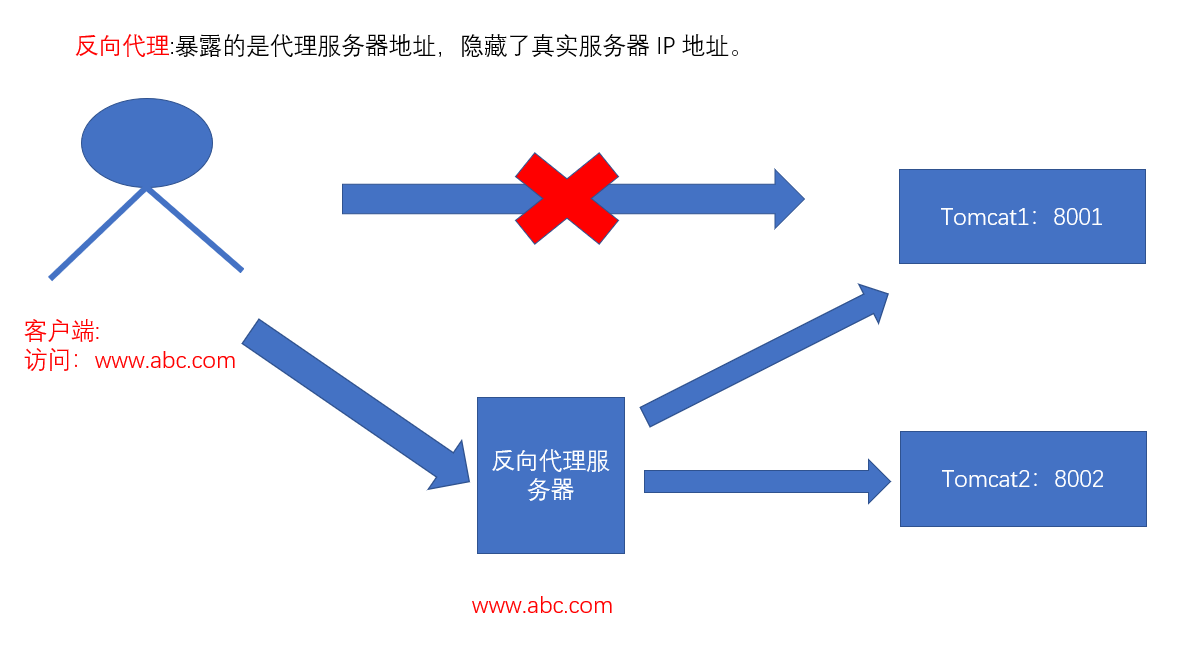 反向代理:暴露的是代理服务器地址，隐藏了真实服务器 IP 地址。
Tomcat1：8001
客户端:
访问：www.abc.com
反向代理服
务器
Tomcat2：8002
www.abc.com